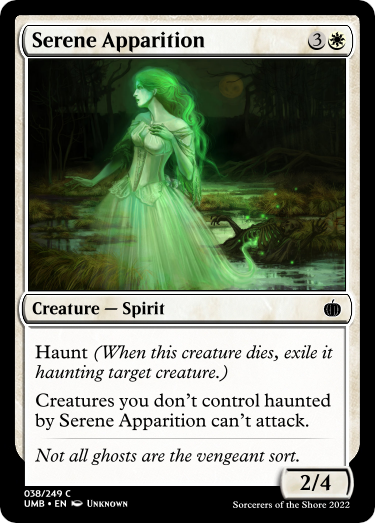 Serene Apparition 3
Creature — Spirit
Haunt (When this creature dies, exile it
haunting target creature.)
Creatures you don't control haunted
by Serene Apparition can't attack.
Not all ghosts are the vengeant sort.
2/4
038/249 C
UMB • EN Unknown
Sorcerers of the Shore 2022